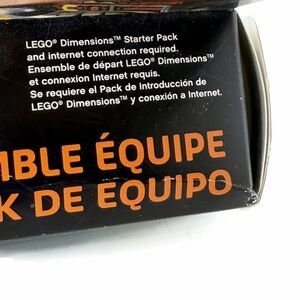 LEGO® Dimensions™ Starter Pack
and internet connection required.
Ensemble de départ LEGO® Dimensions™
et connexion Internet requis.
Se requiere el Pack de Introducción de
LEGO® Dimensions™ y conexión a Internet.
ÉQUIPE
DE EQUIPO